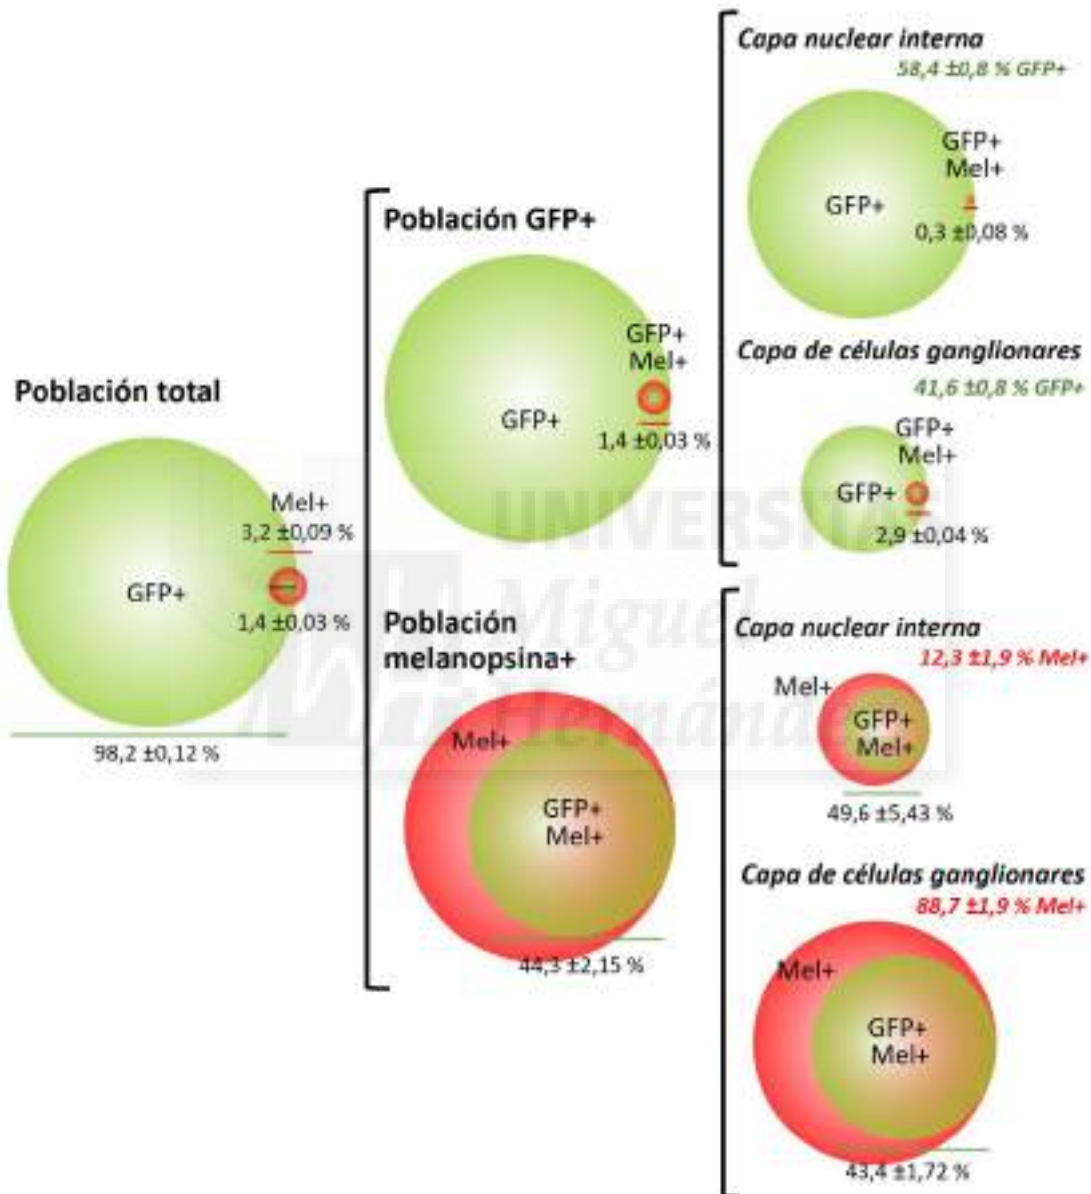 Población total
GFP+
Mel+
3,2 ±0,09 %
1,4 ±0,03 %
98,2 ±0,12 %
Población GFP+
GFP+
GFP+
Mel+
1,4 ±0,03 %
Capa nuclear interna
58,4 ±0,8 % GFP+
GFP+
GFP+
Mel+
0,3 ±0,08 %
Capa de células ganglionares
41,6 ±0,8 % GFP+
GFP+
GFP+
Mel+
2,9 ±0,04 %
Población
melanopsina+
Mel+
GFP+
Mel+
44,3 ±2,15 %
Capa nuclear interna
12,3 ±1,9 % Mel+
Mel+
GFP+
Mel+
49,6 ±5,43 %
Capa de células ganglionares
88,7 ±1,9 % Mel+
Mel+
GFP+
Mel+
43,4 ±1,72 %
Miguel